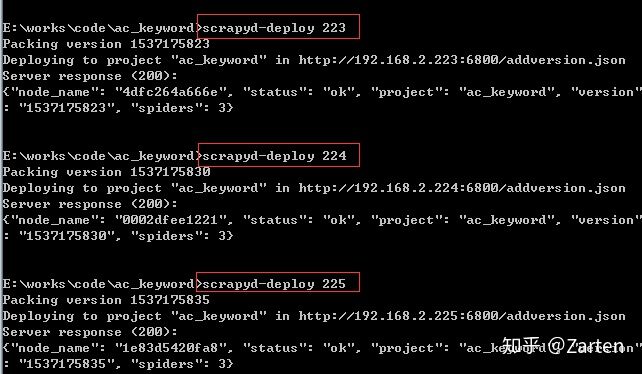 E:\works\code\ac_keyword>scrapyd-deploy 223
Packing version 1537175823
Deploying to project "ac_keyword" in http://192.168.2.223:6800/addversion.json
Server response (200):
{"node_name": "4dfc264a666e", "status": "ok", "project": "ac_keyword", "version"
: "1537175823", "spiders": 3}
E:\works\code\ac_keyword>scrapyd-deploy 224
Packing version 1537175830
Deploying to project "ac_keyword" in http://192.168.2.224:6800/addversion.json
Server response (200):
{"node_name": "0002dfee1221", "status": "ok", "project": "ac_keyword", "version"
: "1537175830", "spiders": 3}
E:\works\code\ac_keyword>scrapyd-deploy 225
Packing version 1537175835
Deploying to project "ac_keyword" in http://192.168.2.225:6800/addversion.json
Server response (200):
{"node_name": "1e83d5420fa8", "status": "ok", "project": "ac_keyword", "version"
: "1537175835", "spiders": 3}
知乎 @Zarten